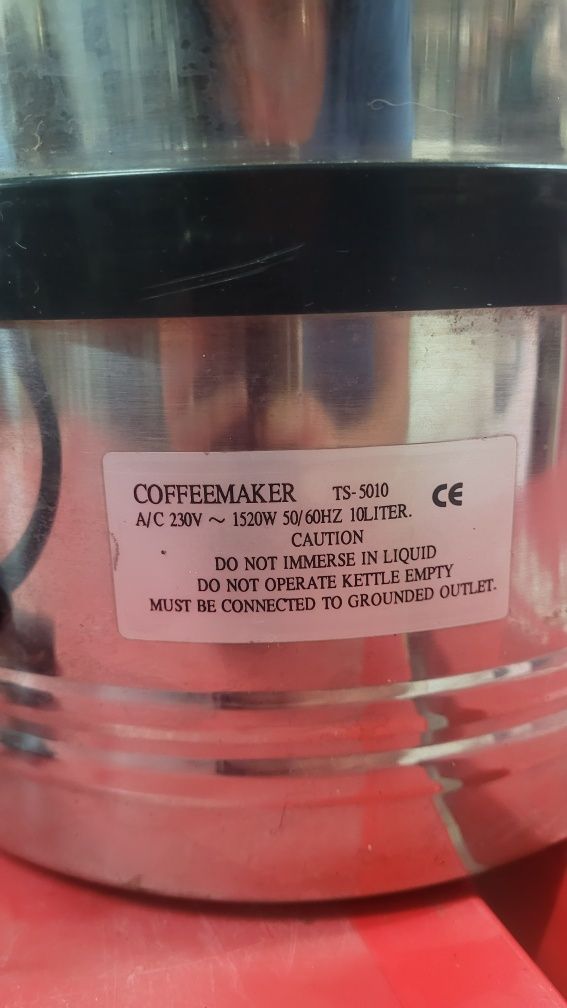 COFFEEMAKER TS-5010 CE
A/C 230V ~ 1520W 50/60HZ 10LITER.
CAUTION
DO NOT IMMERSE IN LIQUID
DO NOT OPERATE KETTLE EMPTY
MUST BE CONNECTED TO GROUNDED OUTLET.